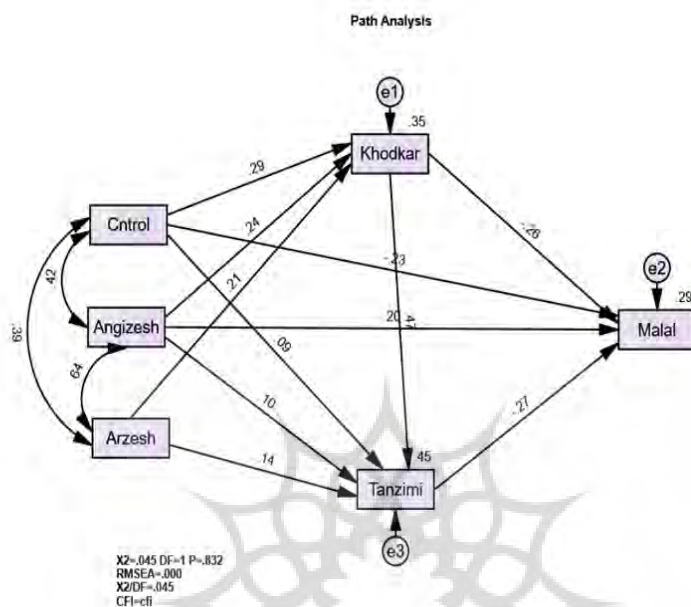 Path Analysis
e1
.35
Khodkar
.29
Cntrol
.24
-.26
.21
-.23
e2
.42
.29
Angizesh
.20
.47
Malal
.39
.09
.64
.10
-.27
Arzesh
.14
.45
Tanzimi
e3
X2=.045 DF=1 P=.832
RMSEA=.000
X2/DF=.045
CFI=cfi